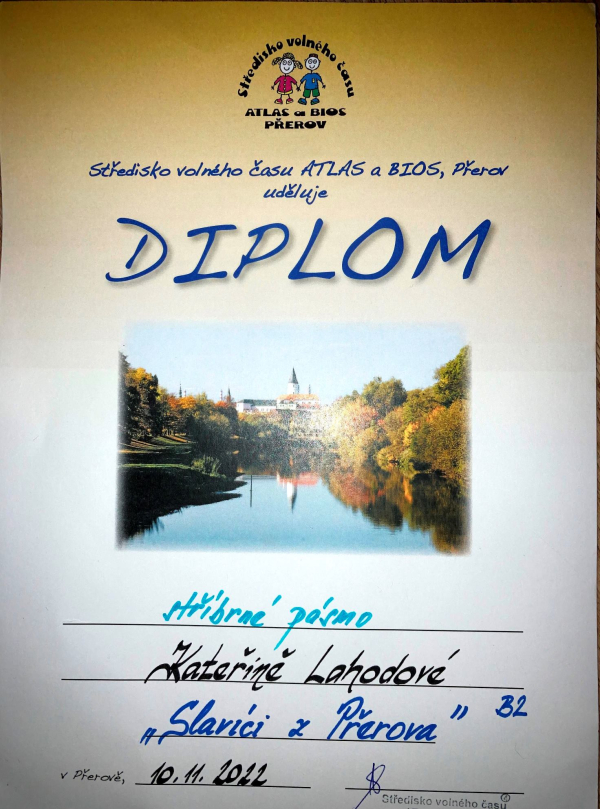 Středisko volného času
ATLAS a BIOS
PŘEROV
Středisko volného času ATLAS a BIOS, Přerov
uděluje
DIPLOM
stříbrné pásmo
Kateřině Lahodové
„Slavíci z Přerova” B2
v Přerově, 10.11.2022
Středisko volného času